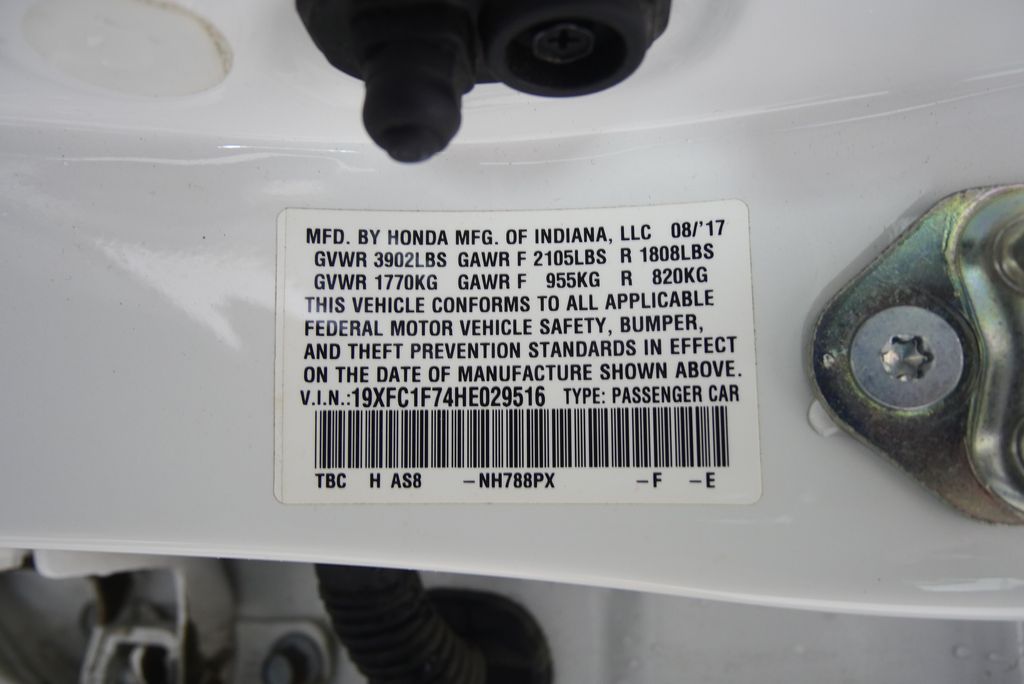 MFD. BY HONDA MFG. OF INDIANA, LLC 08/'17
GVWR 3902LBS GAWR F 2105LBS R 1808LBS
GVWR 1770KG GAWR F 955KG R 820KG
THIS VEHICLE CONFORMS TO ALL APPLICABLE
FEDERAL MOTOR VEHICLE SAFETY, BUMPER,
AND THEFT PREVENTION STANDARDS IN EFFECT
ON THE DATE OF MANUFACTURE SHOWN ABOVE.
V.I.N.:19XFC1F74HE029516 TYPE: PASSENGER CAR
TBC H AS8 -NH788PX -F -E